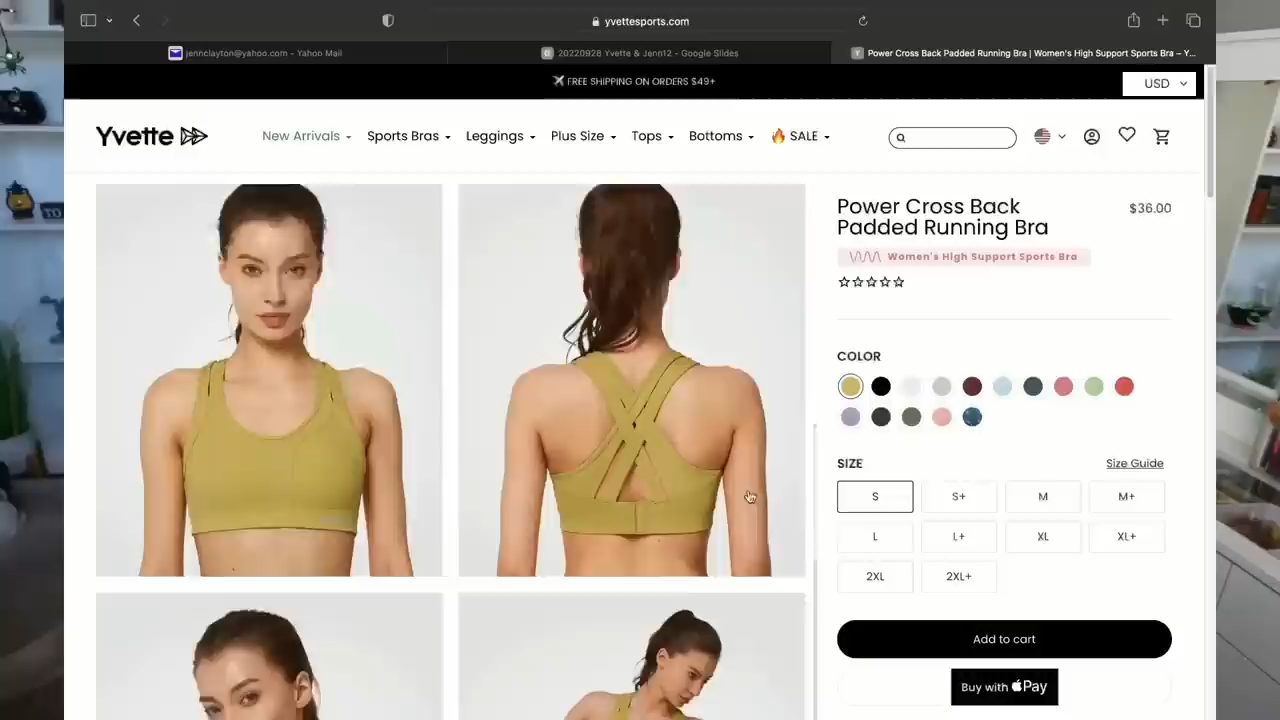 yvettesports.com
jennclayton@yahoo.com - Yahoo Mail
20220928 Yvette & Jenn12 - Google Slides
Power Cross Back Padded Running Bra | Women's High Support Sports Bra – Y...
FREE SHIPPING ON ORDERS $49+
USD
Yvette
New Arrivals
Sports Bras
Leggings
Plus Size
Tops
Bottoms
SALE
Power Cross Back
Padded Running Bra
$36.00
Women's High Support Sports Bra
COLOR
SIZE
Size Guide
S
S+
M
M+
L
L+
XL
XL+
2XL
2XL+
Add to cart
Buy with Pay
TO